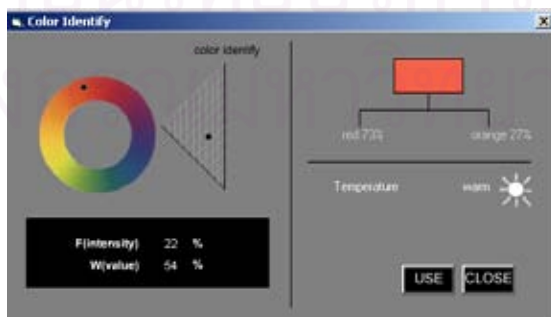 Color Identify
color identify
red 73%
orange 27%
Temperature warm
F(intensity) 22 %
W(value) 54 %
USE CLOSE